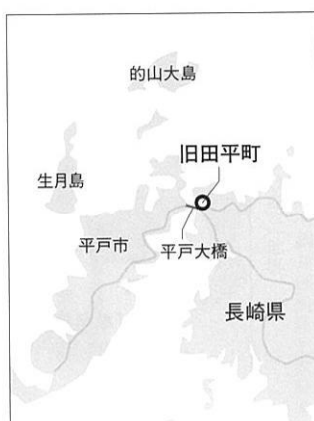 的山大島
旧田平町
生月島
平戸市
平戸大橋
長崎県